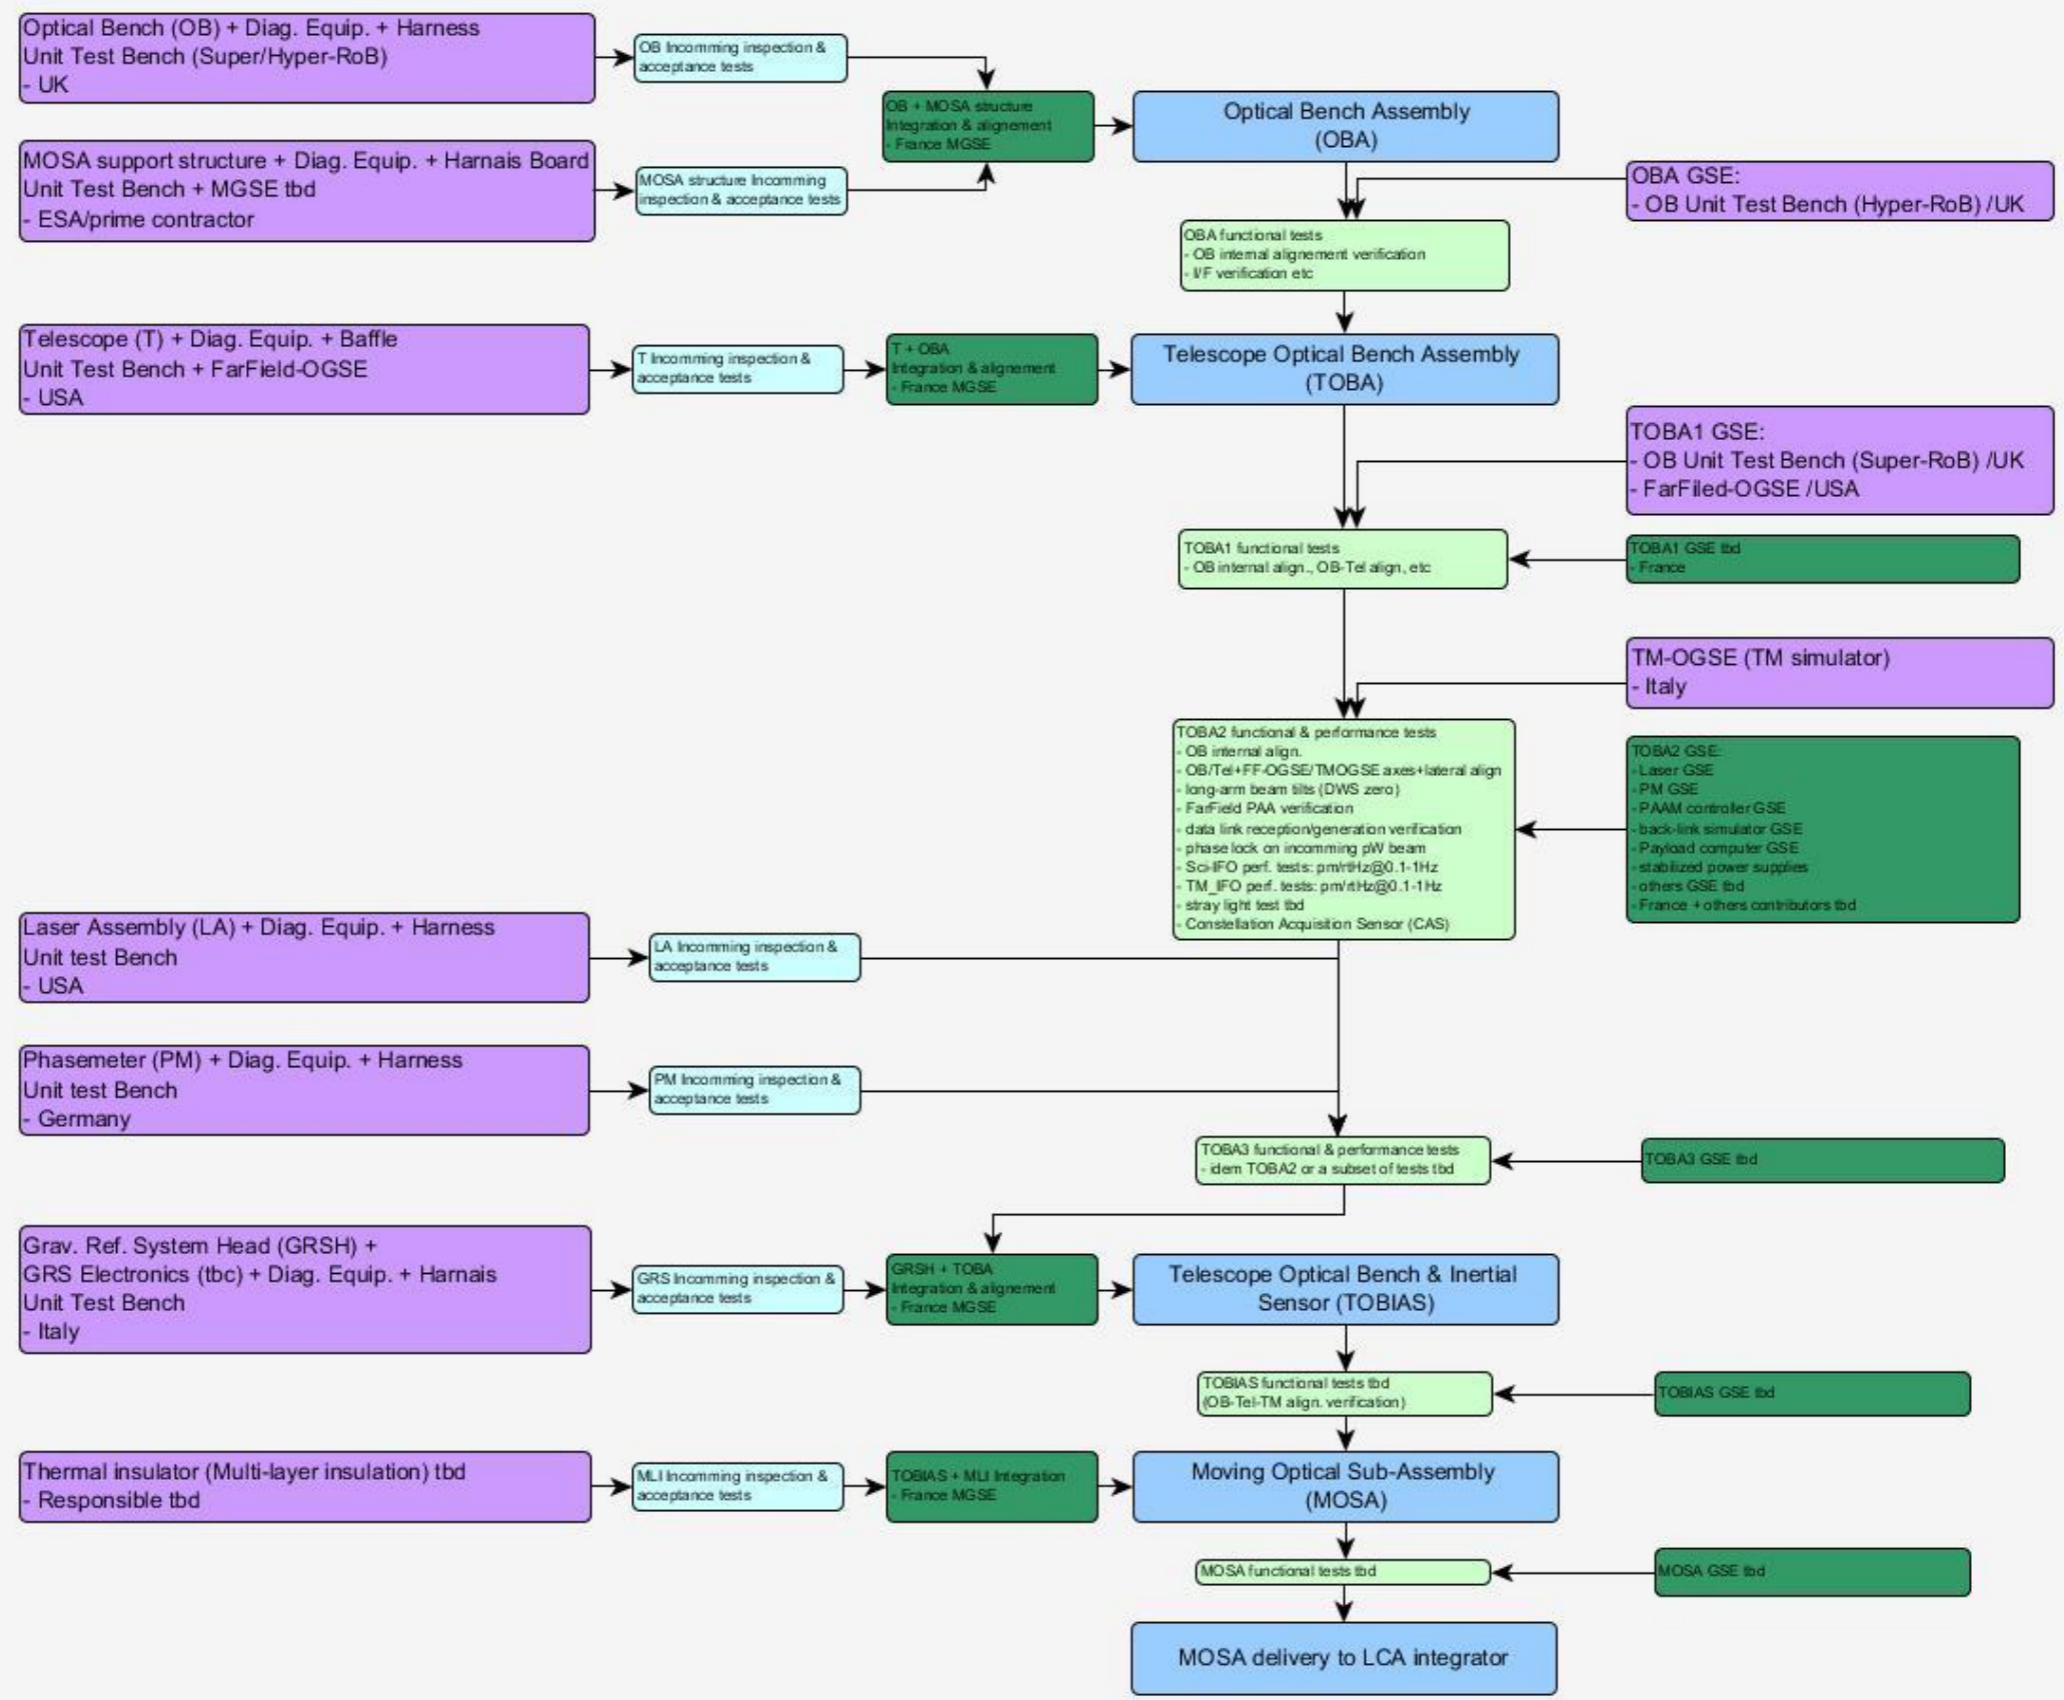 Optical Bench (OB) + Diag. Equip. + Harness
Unit Test Bench (Super/Hyper-RoB)
- UK
OB Incomming inspection &
acceptance tests
OB + MOSA structure
Integration & alignement
- France MGSE
Optical Bench Assembly
(OBA)
MOSA support structure + Diag. Equip. + Harnais Board
Unit Test Bench + MGSE tbd
- ESA/prime contractor
MOSA structure Incomming
inspection & acceptance tests
OBA GSE:
- OB Unit Test Bench (Hyper-RoB) /UK
OBA functional tests
- OB internal alignement verification
- I/F verification etc
Telescope (T) + Diag. Equip. + Baffle
Unit Test Bench + FarField-OGSE
- USA
T Incomming inspection &
acceptance tests
T + OBA
Integration & alignement
- France MGSE
Telescope Optical Bench Assembly
(TOBA)
TOBA1 GSE:
- OB Unit Test Bench (Super-RoB) /UK
- FarFiled-OGSE /USA
TOBA1 functional tests
- OB internal align., OB-Tel align, etc
TOBA1 GSE tbd
- France
TM-OGSE (TM simulator)
- Italy
TOBA2 functional & performance tests
- OB internal align.
- OB/Tel+FF-OGSE/TMOGSE axes+lateral align
- long-arm beam tilts (DWS zero)
- FarField PAA verification
- data link reception/generation verification
- phase lock on incomming pW beam
- Sci-IFO perf. tests: pm/rtHz@0.1-1Hz
- TM_IFO perf. tests: pm/rtHz@0.1-1Hz
- stray light test tbd
- Constellation Acquisition Sensor (CAS)
TOBA2 GSE:
- Laser GSE
- PM GSE
- PAAM controller GSE
- back-link simulator GSE
- Payload computer GSE
- stabilized power supplies
- others GSE tbd
- France + others contributors tbd
Laser Assembly (LA) + Diag. Equip. + Harness
Unit test Bench
- USA
LA Incomming inspection &
acceptance tests
Phasemeter (PM) + Diag. Equip. + Harness
Unit test Bench
- Germany
PM Incomming inspection &
acceptance tests
TOBA3 functional & performance tests
- idem TOBA2 or a subset of tests tbd
TOBA3 GSE tbd
Grav. Ref. System Head (GRSH) +
GRS Electronics (tbc) + Diag. Equip. + Harnais
Unit Test Bench
- Italy
GRS Incomming inspection &
acceptance tests
GRSH + TOBA
Integration & alignement
- France MGSE
Telescope Optical Bench & Inertial
Sensor (TOBIAS)
TOBIAS functional tests tbd
(OB-Tel-TM align. verification)
TOBIAS GSE tbd
Thermal insulator (Multi-layer insulation) tbd
- Responsible tbd
MLI Incomming inspection &
acceptance tests
TOBIAS + MLI Integration
- France MGSE
Moving Optical Sub-Assembly
(MOSA)
MOSA functional tests tbd
MOSA GSE tbd
MOSA delivery to LCA integrator